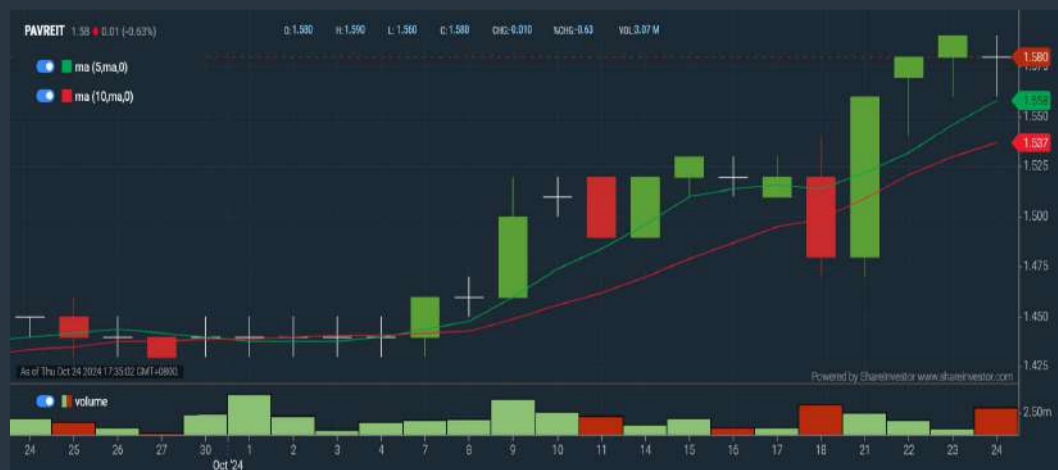 PAVREIT 1.58 0.01 (-0.63%) O: 1.580 H: 1.590 L: 1.560 C: 1.580 CHG: -0.010 %CHG: -0.63 VOL: 3.07 M
ma (5,ma,0)
ma (10,ma,0)
1.580
1.575
1.558
1.550
1.537
1.525
1.500
1.475
1.450
1.425
As of Thu Oct 24 2024 17:35:02 GMT+0800
Powered by ShareInvestor www.shareinvestor.com
volume
2.50m
24 25 26 27 30 1 2 3 4 7 8 9 10 11 14 15 16 17 18 21 22 23 24
Oct '24